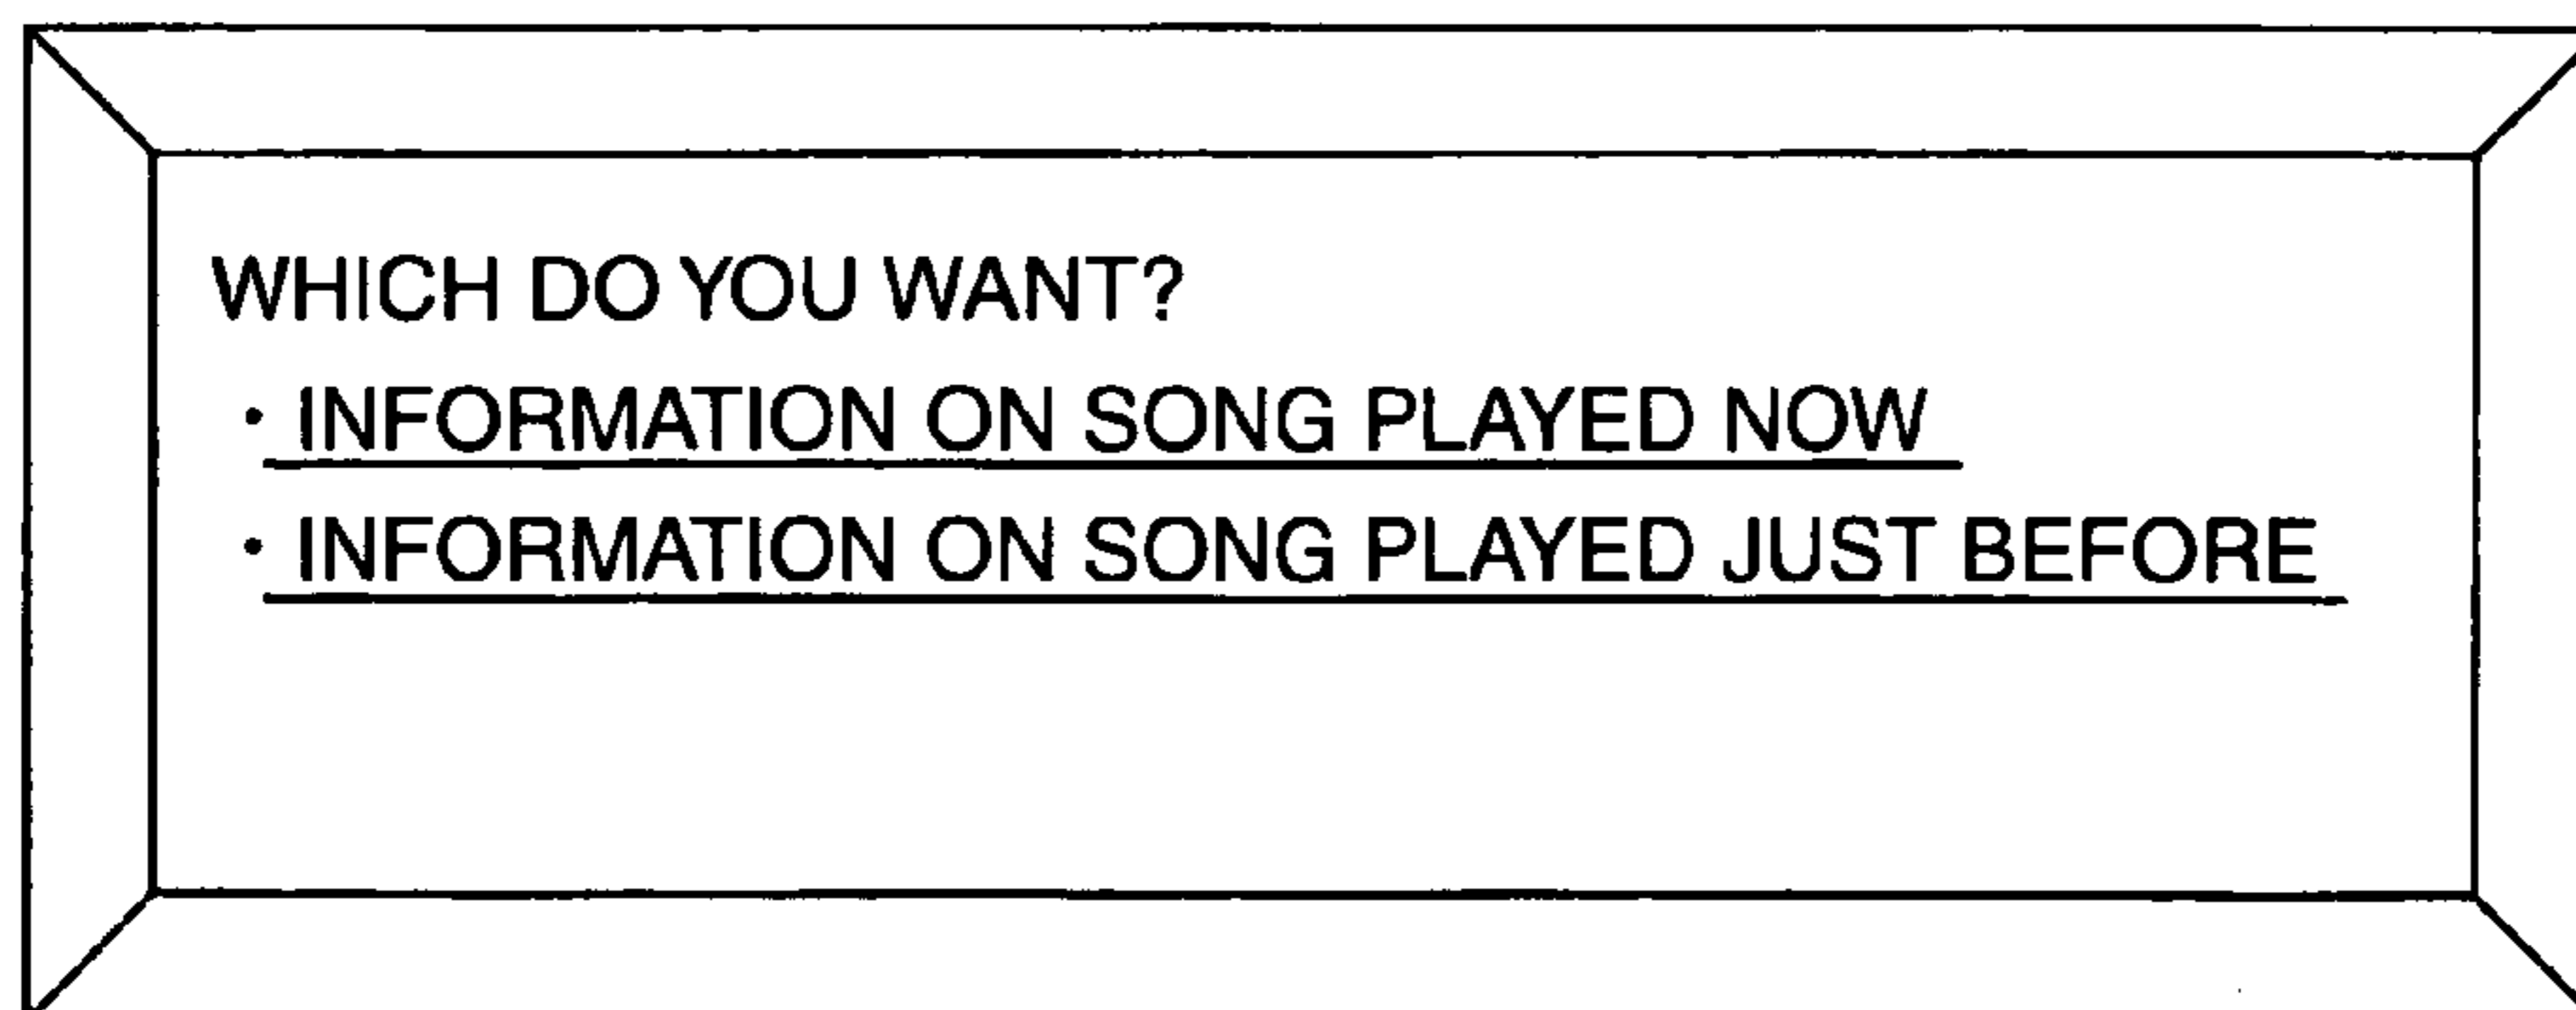 WHICH DO YOU WANT?
· INFORMATION ON SONG PLAYED NOW
· INFORMATION ON SONG PLAYED JUST BEFORE